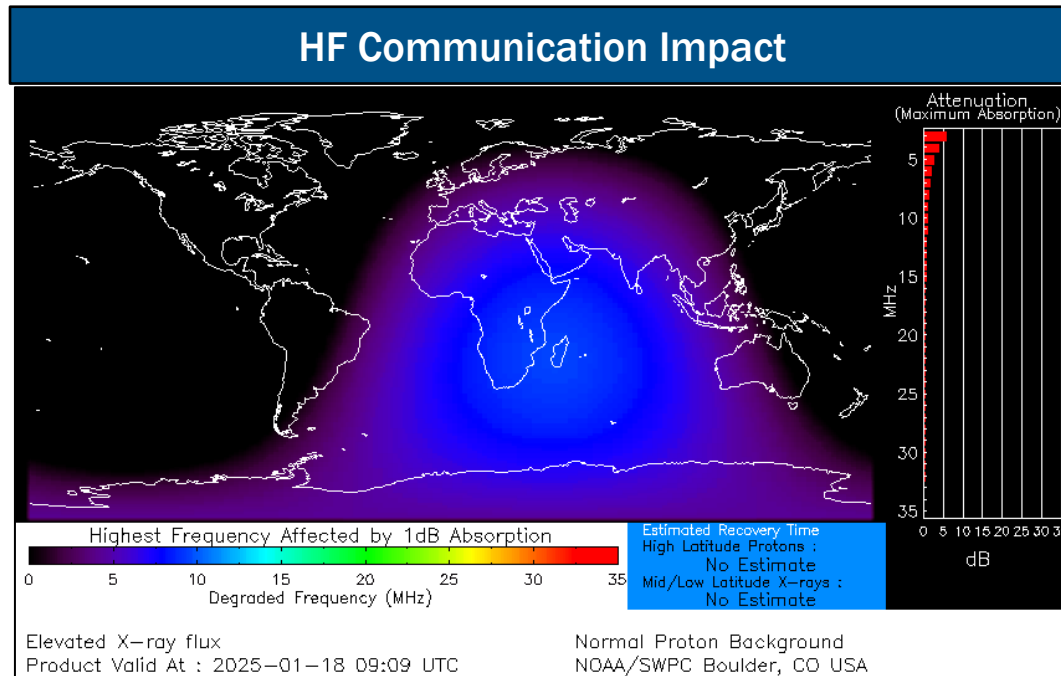 HF Communication Impact
Attenuation
(Maximum Absorption)
5
10
15
20
25
30
35
MHz
0 5 10 15 20 25 30 3
dB
Highest Frequency Affected by 1dB Absorption
0 5 10 15 20 25 30 35
Degraded Frequency (MHz)
Estimated Recovery Time
High Latitude Protons :
No Estimate
Mid/Low Latitude X-rays :
No Estimate
Elevated X-ray flux
Normal Proton Background
Product Valid At : 2025-01-18 09:09 UTC
NOAA/SWPC Boulder, CO USA